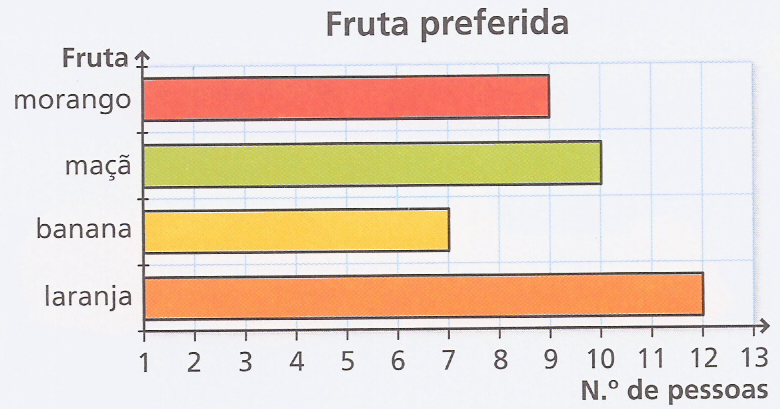 Fruta preferida
Fruta
morango
maçã
banana
laranja
1 2 3 4 5 6 7 8 9 10 11 12 13
N.º de pessoas